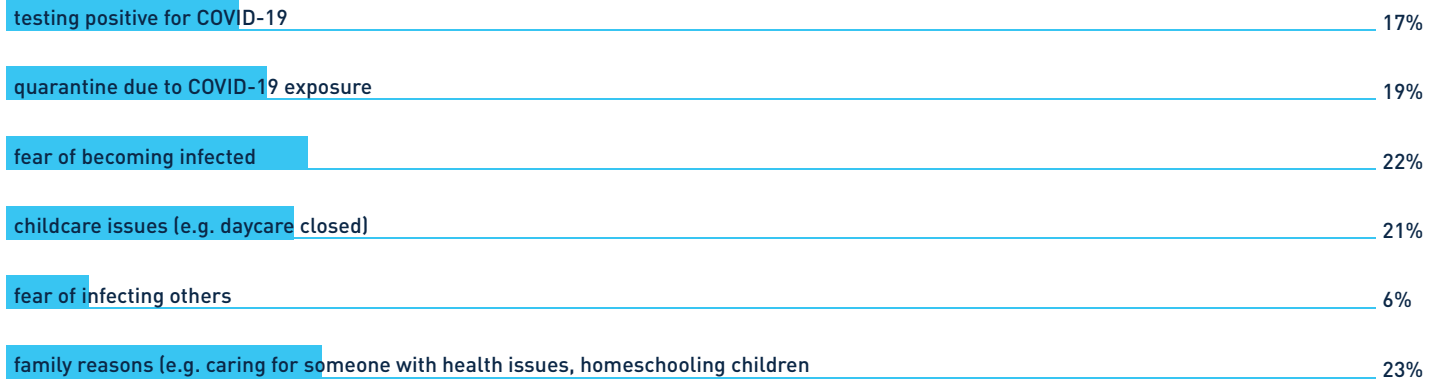 testing positive for COVID-19 17%
quarantine due to COVID-19 exposure 19%
fear of becoming infected 22%
childcare issues (e.g. daycare closed) 21%
fear of infecting others 6%
family reasons (e.g. caring for someone with health issues, homeschooling children 23%